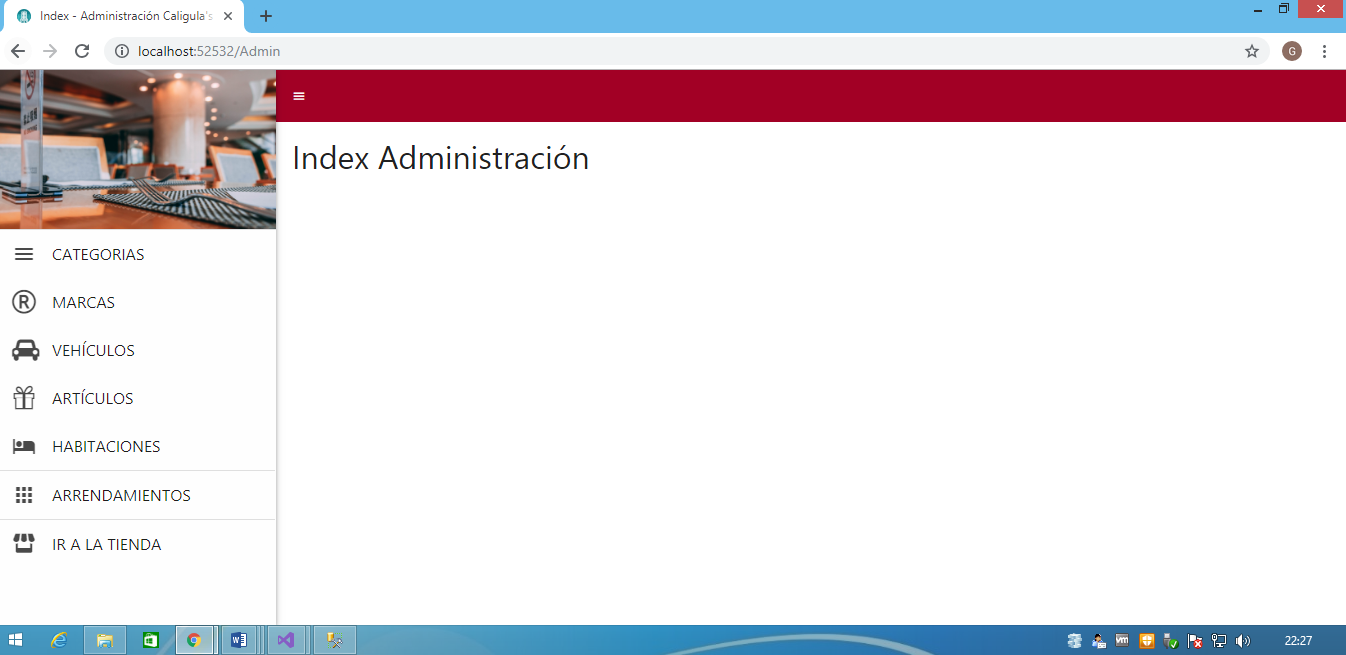 Index - Administración Caligula's
localhost:52532/Admin
G
Index Administración
CATEGORIAS
R
MARCAS
VEHÍCULOS
ARTÍCULOS
HABITACIONES
ARRENDAMIENTOS
IR A LA TIENDA
22:27